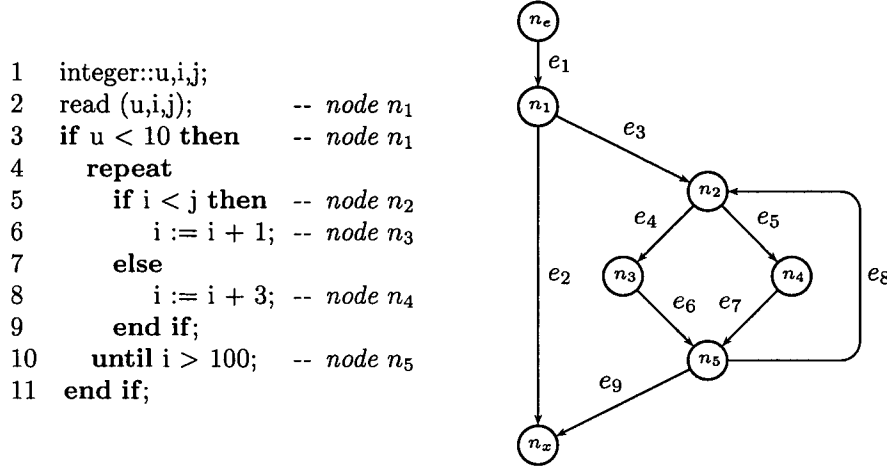 1 integer::u,i,j;
2 read (u,i,j); -- node n₁
3 if u < 10 then -- node n₁
4 repeat
5 if i < j then -- node n₂
6 i := i + 1; -- node n₃
7 else
8 i := i + 3; -- node n₄
9 end if;
10 until i > 100; -- node n₅
11 end if;
nₑ
e₁
n₁
e₃
n₂
e₄ e₅
n₃ n₄
e₂ e₈
e₆ e₇
n₅
e₉
nₓ